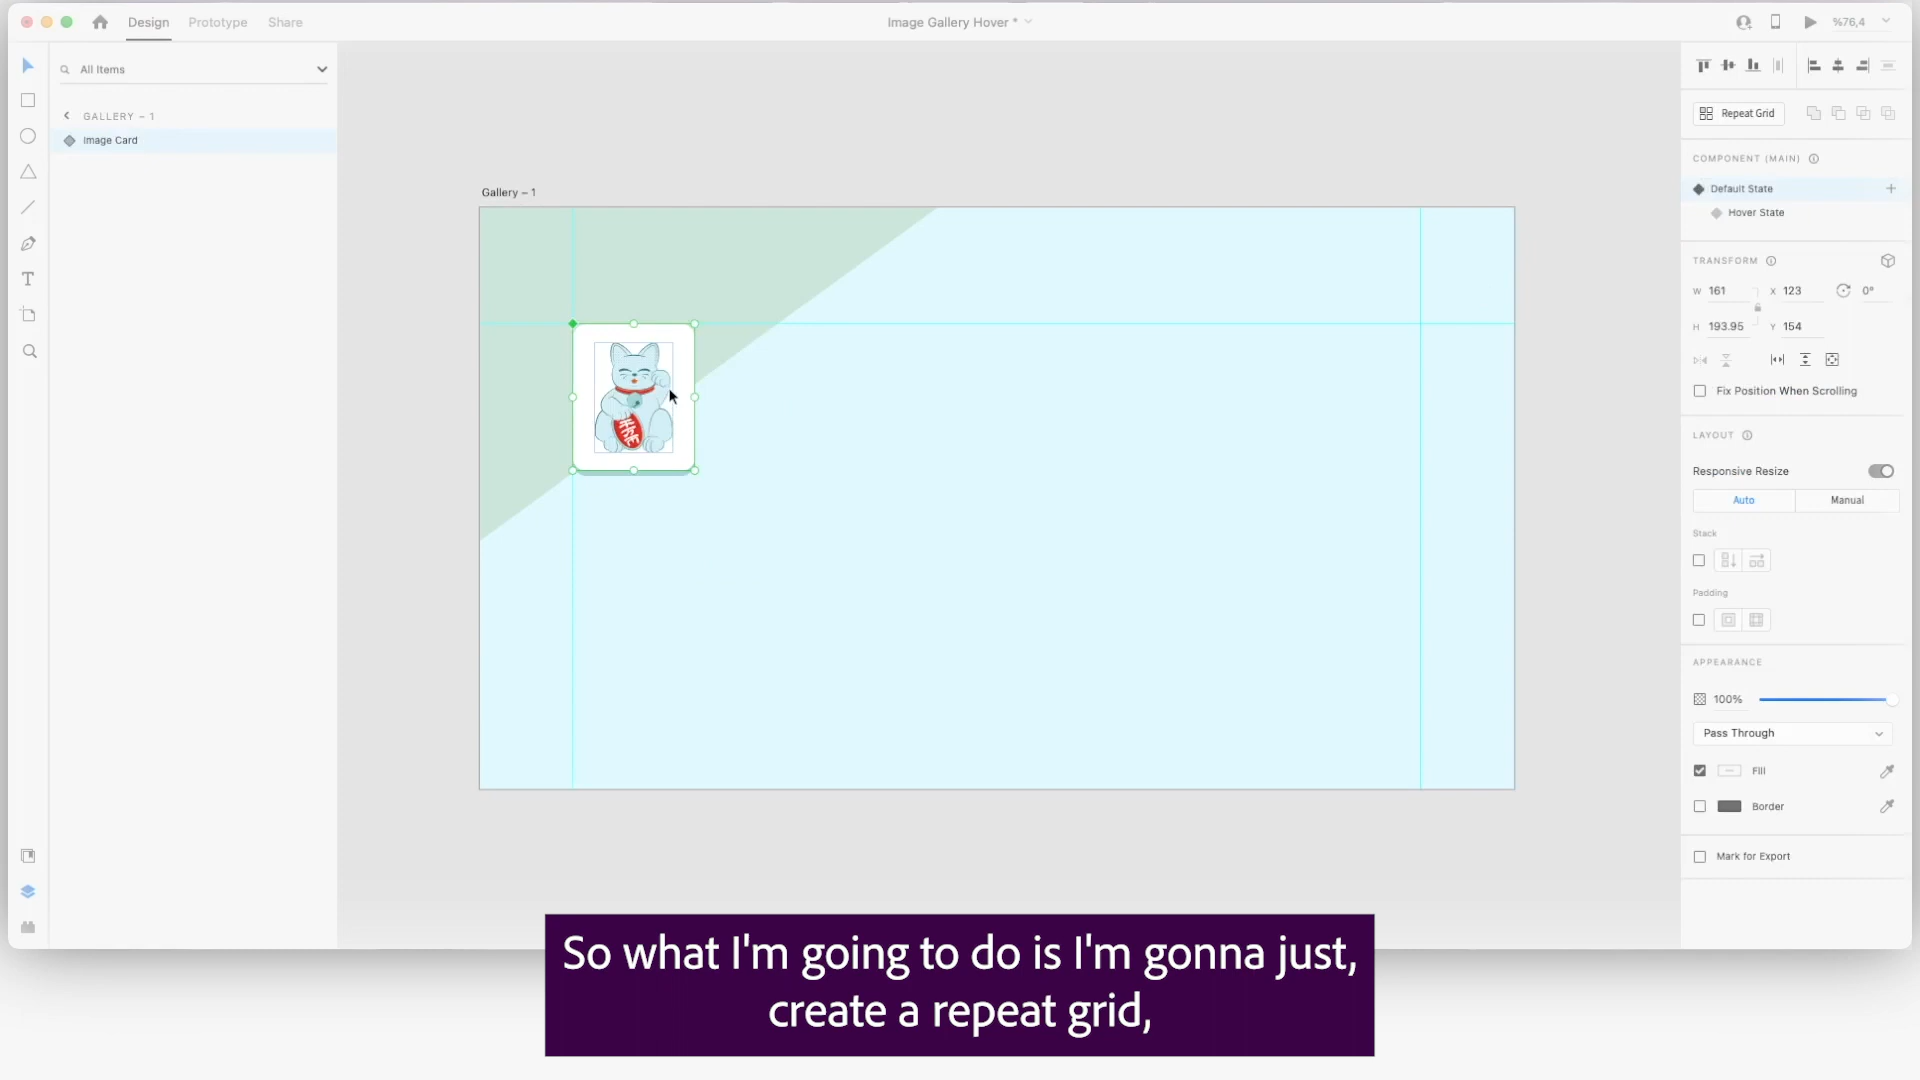 Design
Prototype
Share
Image Gallery Hover *
%76,4
All Items
GALLERY – 1
Image Card
Gallery – 1
Repeat Grid
COMPONENT (MAIN)
Default State
Hover State
TRANSFORM
W 161
X 123
0°
H 193.95
Y 154
Fix Position When Scrolling
LAYOUT
Responsive Resize
Auto
Manual
Stack
Padding
APPEARANCE
100%
Pass Through
Fill
Border
Mark for Export
So what I'm going to do is I'm gonna just,
create a repeat grid,